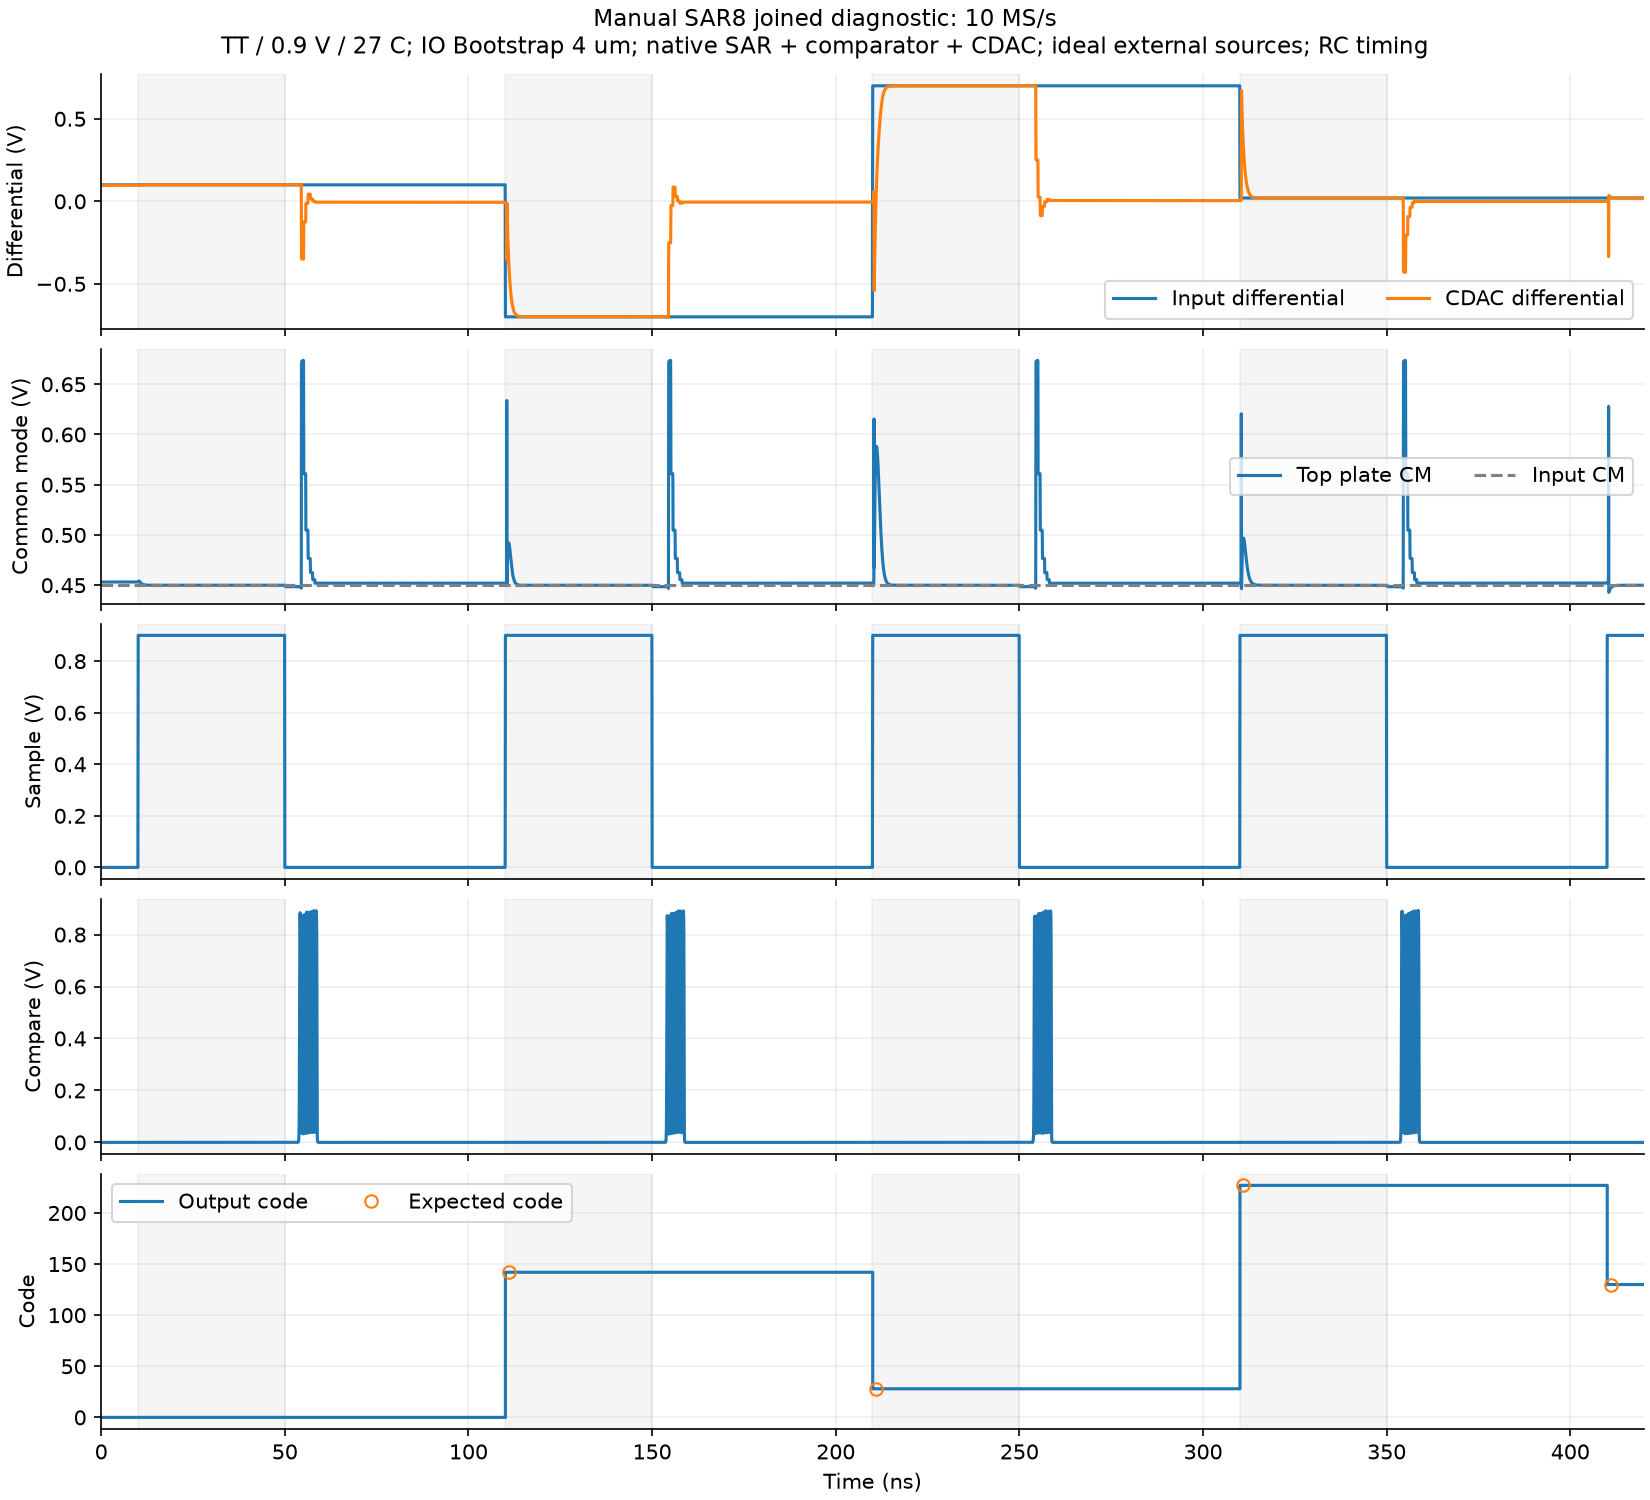 Manual SAR8 joined diagnostic: 10 MS/s
TT / 0.9 V / 27 C; IO Bootstrap 4 um; native SAR + comparator + CDAC; ideal external sources; RC timing
Differential (V)
0.5
0.0
−0.5
Input differential
CDAC differential
Common mode (V)
0.65
0.60
0.55
0.50
0.45
Top plate CM
Input CM
Sample (V)
0.8
0.6
0.4
0.2
0.0
Compare (V)
0.8
0.6
0.4
0.2
0.0
Code
200
150
100
50
0
Output code
Expected code
0
50
100
150
200
250
300
350
400
Time (ns)